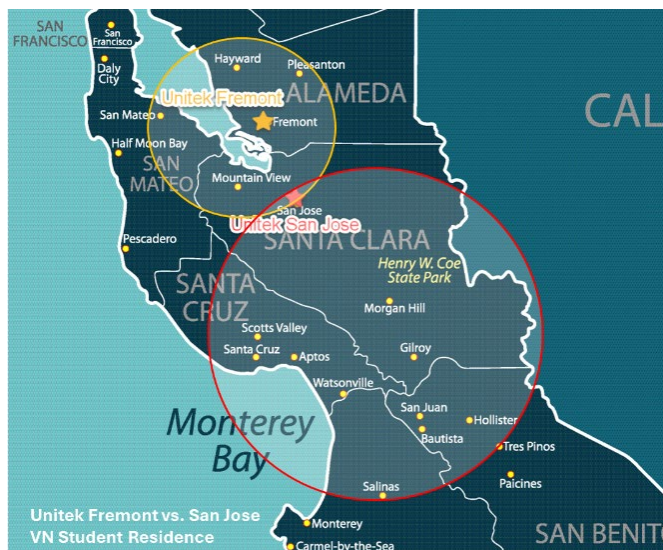 SAN
FRANCISCO
San
Francisco
Daly
City
Hayward
Pleasanton
ALAMEDA
CAL
Unitek Fremont
San Mateo
Fremont
Half Moon Bay
SAN
MATEO
Mountain View
San Jose
Unitek San Jose
SANTA CLARA
Pescadero
Henry W. Coe
State Park
SANTA
CRUZ
Morgan Hill
Scotts Valley
Santa Cruz
Aptos
Gilroy
Watsonville
San Juan
Bautista
Hollister
Monterey
Bay
Tres Pinos
Paicines
Salinas
Unitek Fremont vs. San Jose
VN Student Residence
Monterey
Carmel-by-the-Sea
SAN BENIT